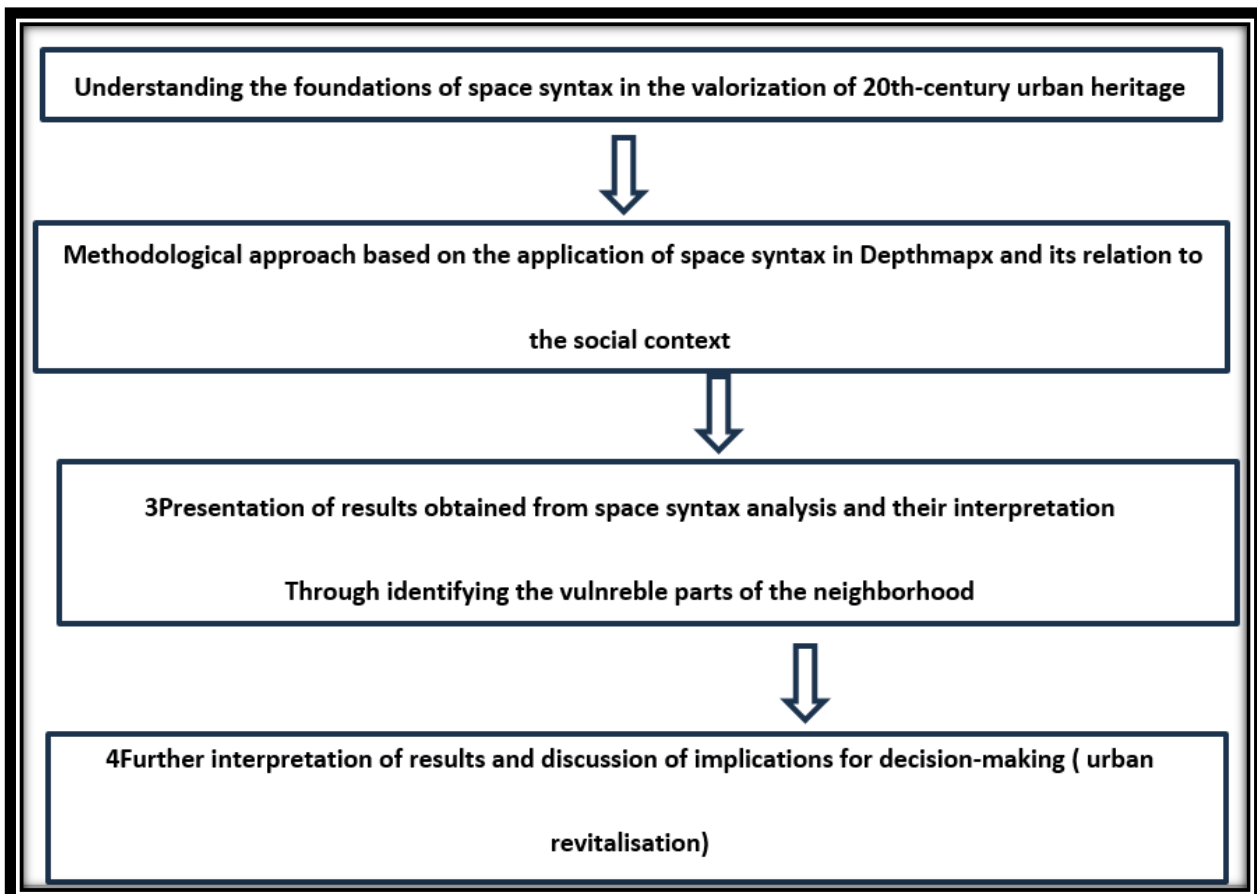 Understanding the foundations of space syntax in the valorization of 20th-century urban heritage
Methodological approach based on the application of space syntax in Depthmapx and its relation to
the social context
3Presentation of results obtained from space syntax analysis and their interpretation
Through identifying the vulnreble parts of the neighborhood
4Further interpretation of results and discussion of implications for decision-making ( urban
revitalisation)